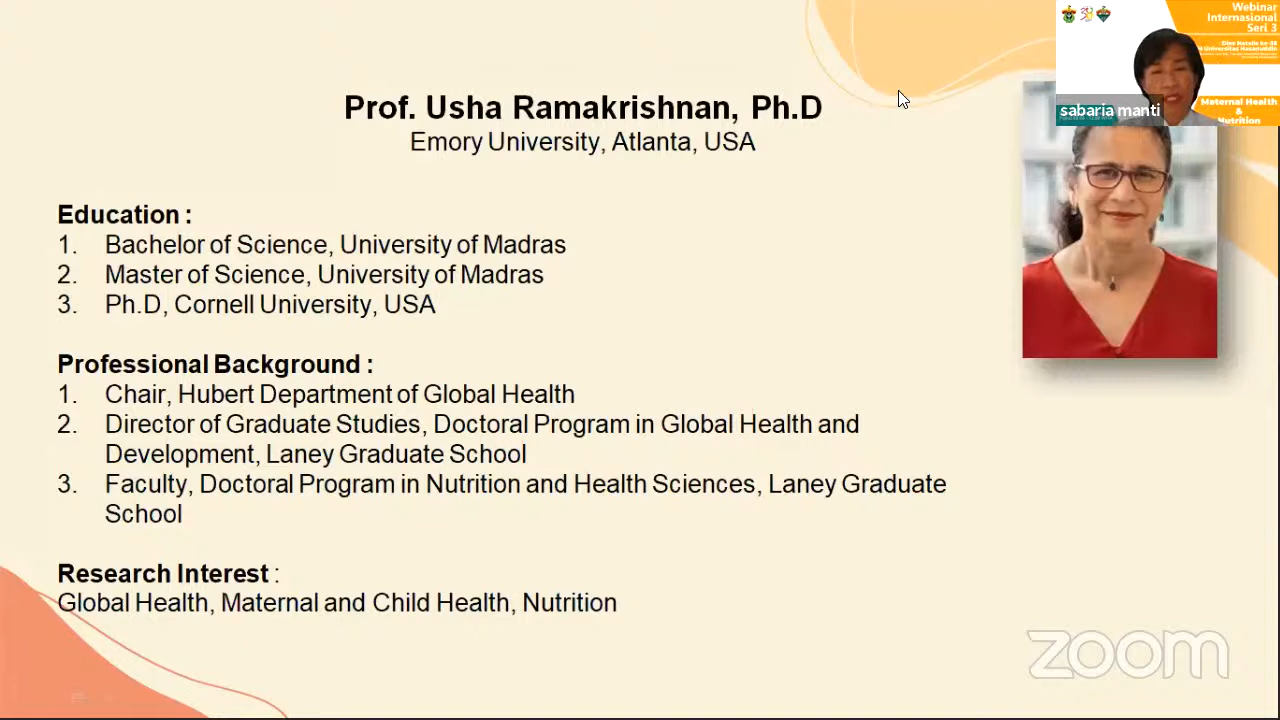 Prof. Usha Ramakrishnan, Ph.D
Emory University, Atlanta, USA
Education :
1. Bachelor of Science, University of Madras
2. Master of Science, University of Madras
3. Ph.D, Cornell University, USA
Professional Background :
1. Chair, Hubert Department of Global Health
2. Director of Graduate Studies, Doctoral Program in Global Health and
Development, Laney Graduate School
3. Faculty, Doctoral Program in Nutrition and Health Sciences, Laney Graduate
School
Research Interest :
Global Health, Maternal and Child Health, Nutrition
Webinar
Internasional
Seri 3
Universitas Hasanuddin
sabaria manti
Maternal Health
&
Nutrition
zoom